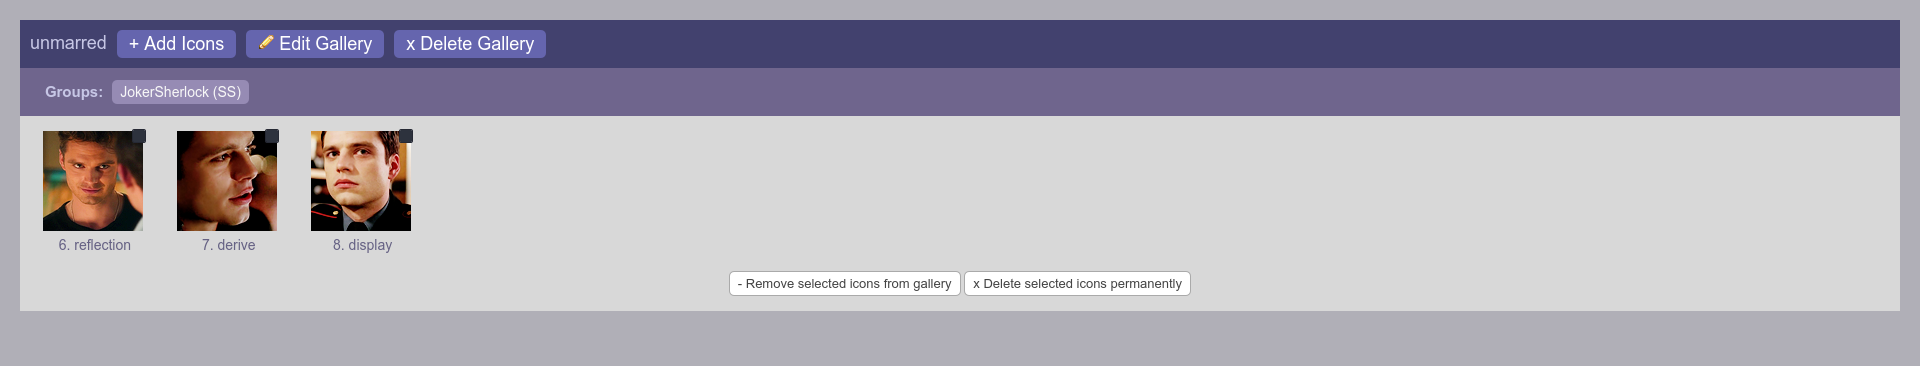 unmarred + Add Icons Edit Gallery x Delete Gallery
Groups: JokerSherlock (SS)
6. reflection 7. derive 8. display
- Remove selected icons from gallery x Delete selected icons permanently